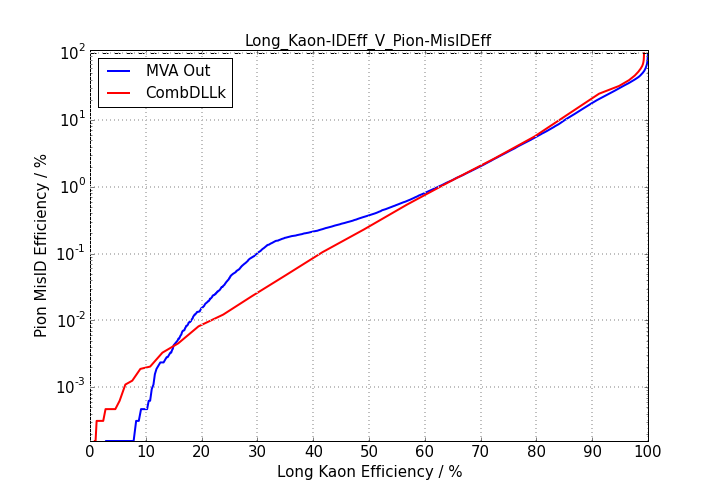 Long_Kaon-IDEff_V_Pion-MisIDEff
MVA Out
CombDLLk
Pion MisID Efficiency / %
10^2
10^1
10^0
10^-1
10^-2
10^-3
0 10 20 30 40 50 60 70 80 90 100
Long Kaon Efficiency / %